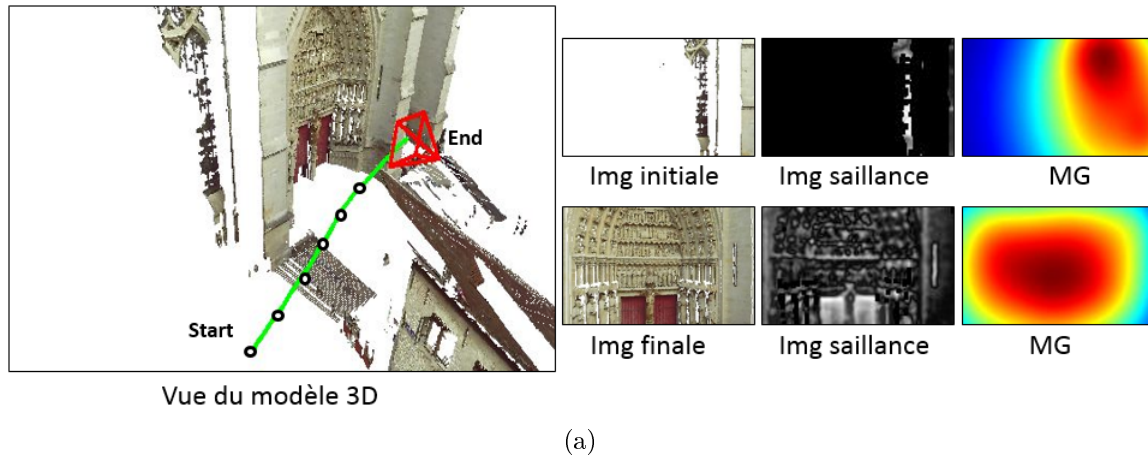 End
Start
Vue du modèle 3D
Img initiale
Img saillance
MG
Img finale
Img saillance
MG
(a)